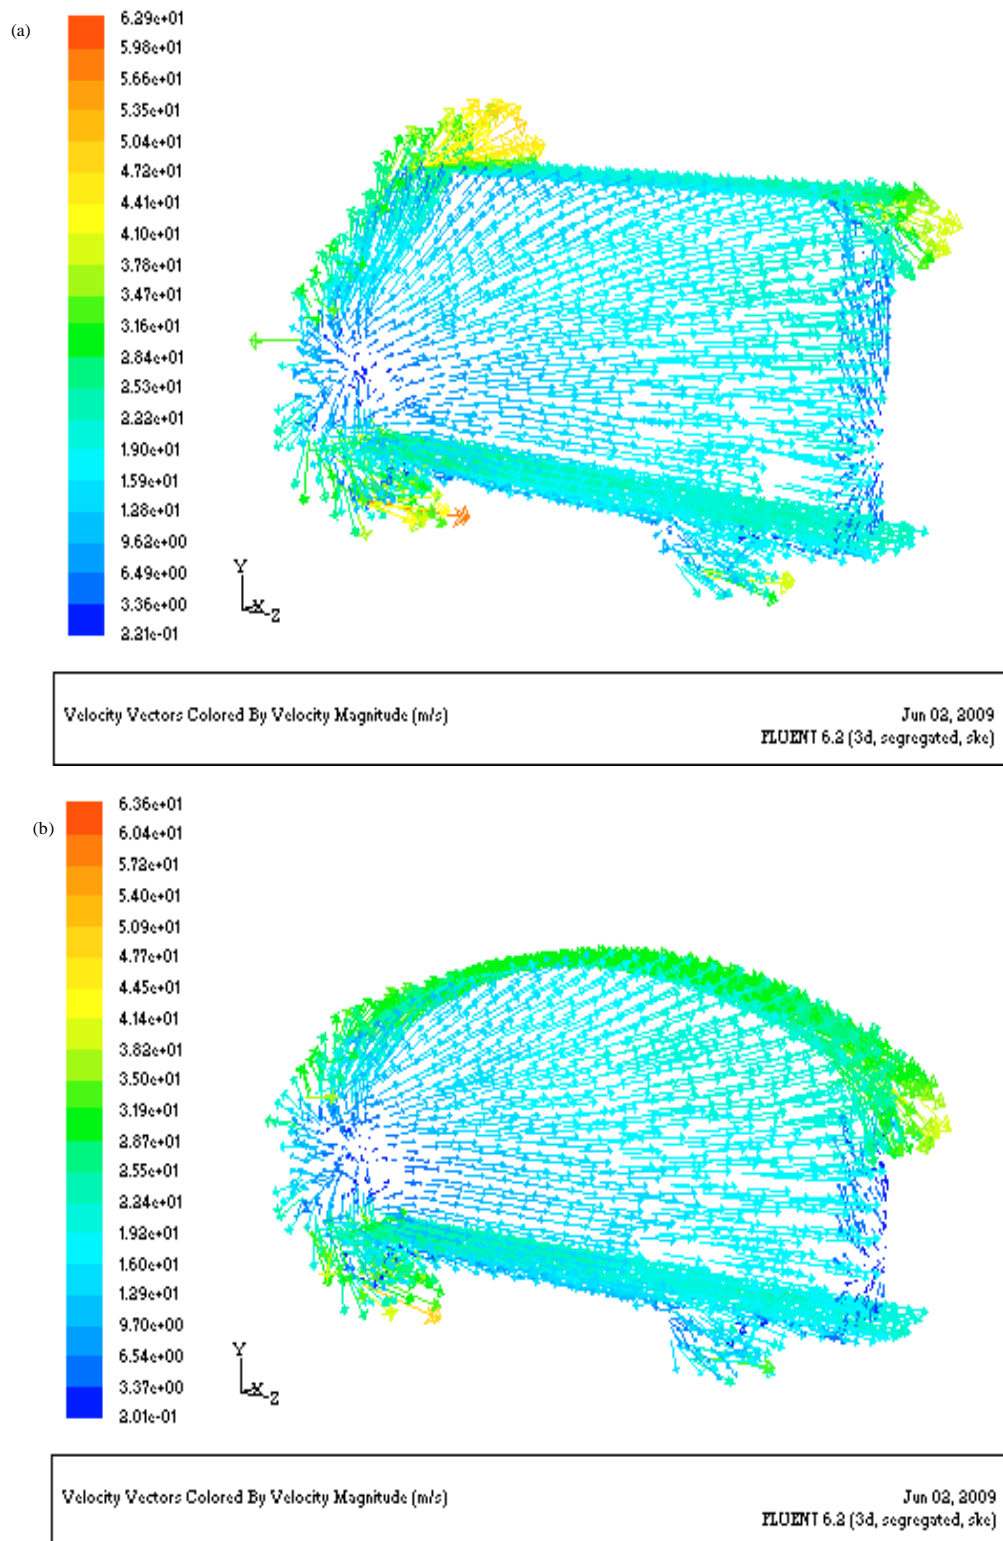 (a)
6.29e+01
5.98e+01
5.66e+01
5.35e+01
5.04e+01
4.72e+01
4.41e+01
4.10e+01
3.78e+01
3.47e+01
3.16e+01
2.84e+01
2.53e+01
2.22e+01
1.90e+01
1.59e+01
1.28e+01
9.62e+00
6.49e+00
3.36e+00
2.21e-01
Y
X
Z
Velocity Vectors Colored By Velocity Magnitude (m/s)
Jun 02, 2009
FLUENT 6.2 (3d, segregated, ske)
(b)
6.36e+01
6.04e+01
5.72e+01
5.40e+01
5.09e+01
4.77e+01
4.45e+01
4.14e+01
3.82e+01
3.50e+01
3.19e+01
2.87e+01
2.55e+01
2.24e+01
1.92e+01
1.60e+01
1.29e+01
9.70e+00
6.54e+00
3.37e+00
2.01e-01
Y
X
Z
Velocity Vectors Colored By Velocity Magnitude (m/s)
Jun 02, 2009
FLUENT 6.2 (3d, segregated, ske)